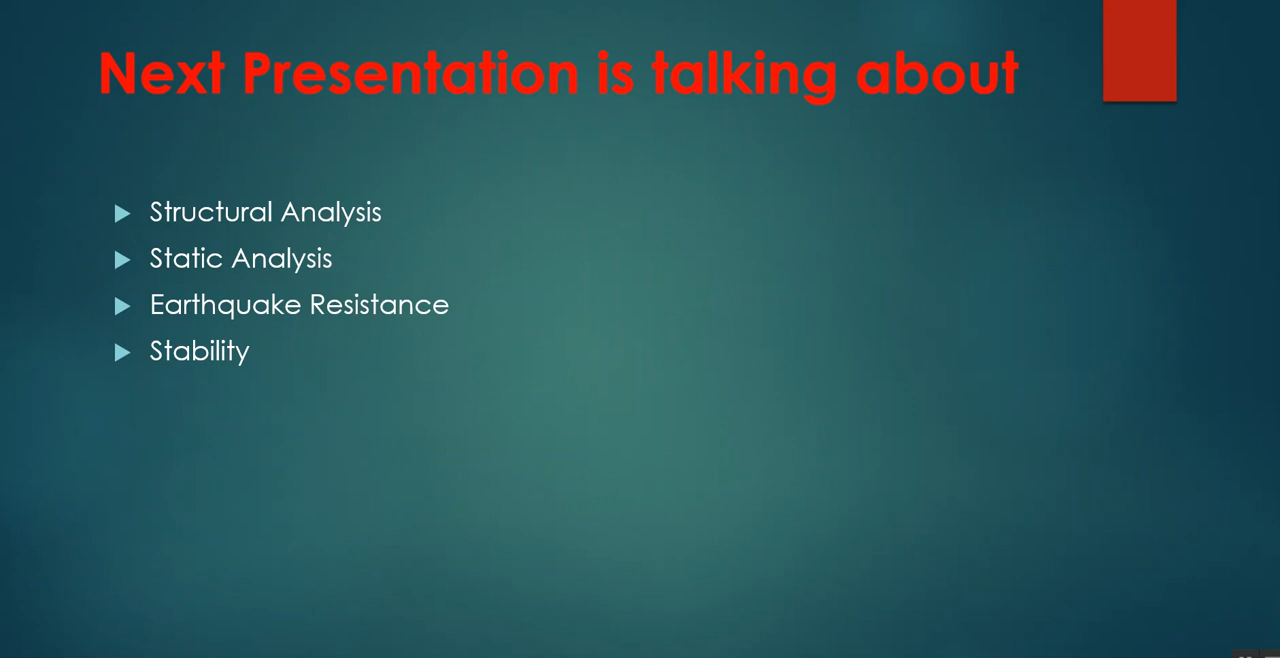 Next Presentation is talking about
Structural Analysis
Static Analysis
Earthquake Resistance
Stability